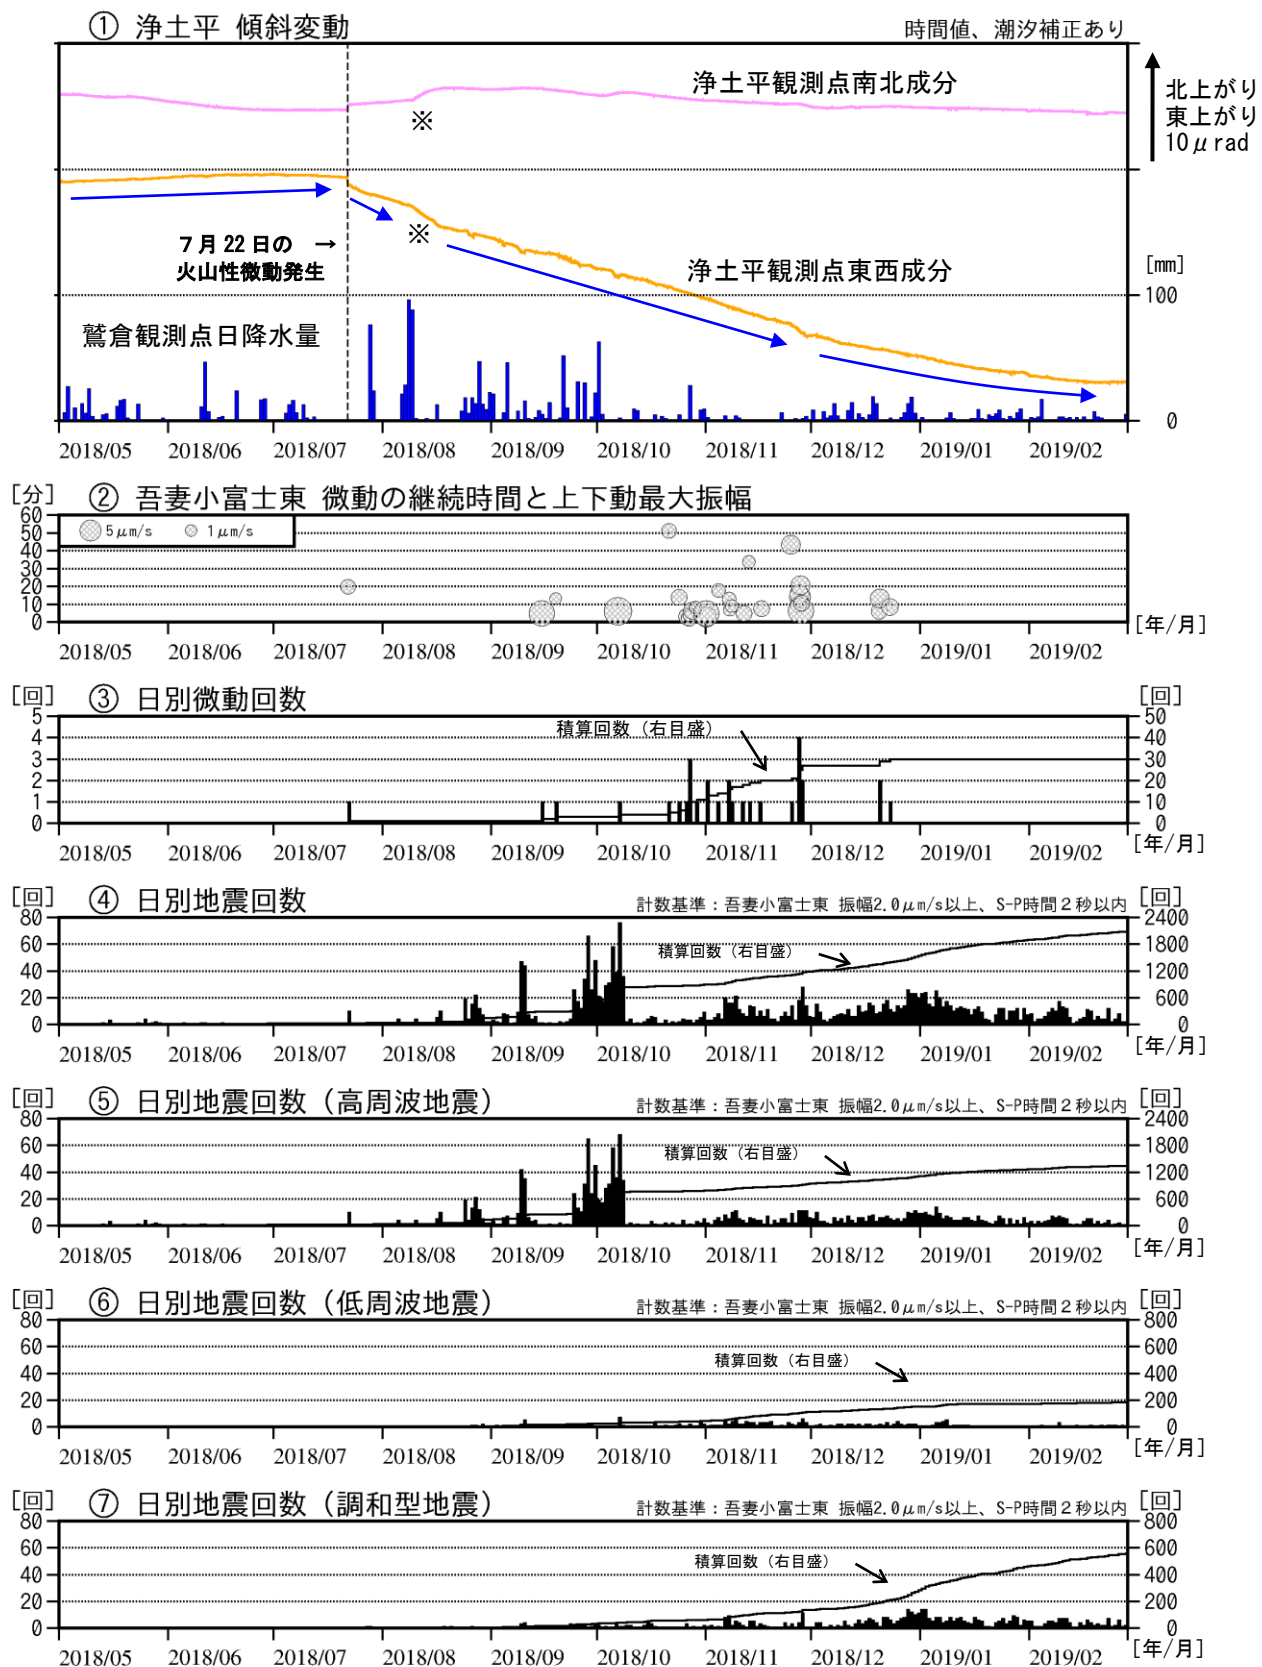 ① 浄土平 傾斜変動
時間値、潮汐補正あり
浄土平観測点南北成分
北上がり
東上がり
10μrad
※
7月22日の →
火山性微動発生
※
浄土平観測点東西成分
[mm]
100
鷲倉観測点日降水量
0
2018/05 2018/06 2018/07 2018/08 2018/09 2018/10 2018/11 2018/12 2019/01 2019/02
[分] ② 吾妻小富士東 微動の継続時間と上下動最大振幅
60
50
40
30
20
10
0
5μm/s 1μm/s
[年/月]
2018/05 2018/06 2018/07 2018/08 2018/09 2018/10 2018/11 2018/12 2019/01 2019/02
[回] ③ 日別微動回数 [回]
5 50
4 40
3 30
2 20
1 10
0 0
積算回数（右目盛）
[年/月]
2018/05 2018/06 2018/07 2018/08 2018/09 2018/10 2018/11 2018/12 2019/01 2019/02
[回] ④ 日別地震回数 計数基準：吾妻小富士東 振幅2.0μm/s以上、S-P時間2秒以内 [回]
80 2400
60 1800
40 1200
20 600
0 0
積算回数（右目盛）
[年/月]
2018/05 2018/06 2018/07 2018/08 2018/09 2018/10 2018/11 2018/12 2019/01 2019/02
[回] ⑤ 日別地震回数（高周波地震） 計数基準：吾妻小富士東 振幅2.0μm/s以上、S-P時間2秒以内 [回]
80 2400
60 1800
40 1200
20 600
0 0
積算回数（右目盛）
[年/月]
2018/05 2018/06 2018/07 2018/08 2018/09 2018/10 2018/11 2018/12 2019/01 2019/02
[回] ⑥ 日別地震回数（低周波地震） 計数基準：吾妻小富士東 振幅2.0μm/s以上、S-P時間2秒以内 [回]
80 800
60 600
40 400
20 200
0 0
積算回数（右目盛）
[年/月]
2018/05 2018/06 2018/07 2018/08 2018/09 2018/10 2018/11 2018/12 2019/01 2019/02
[回] ⑦ 日別地震回数（調和型地震） 計数基準：吾妻小富士東 振幅2.0μm/s以上、S-P時間2秒以内 [回]
80 800
60 600
40 400
20 200
0 0
積算回数（右目盛）
[年/月]
2018/05 2018/06 2018/07 2018/08 2018/09 2018/10 2018/11 2018/12 2019/01 2019/02